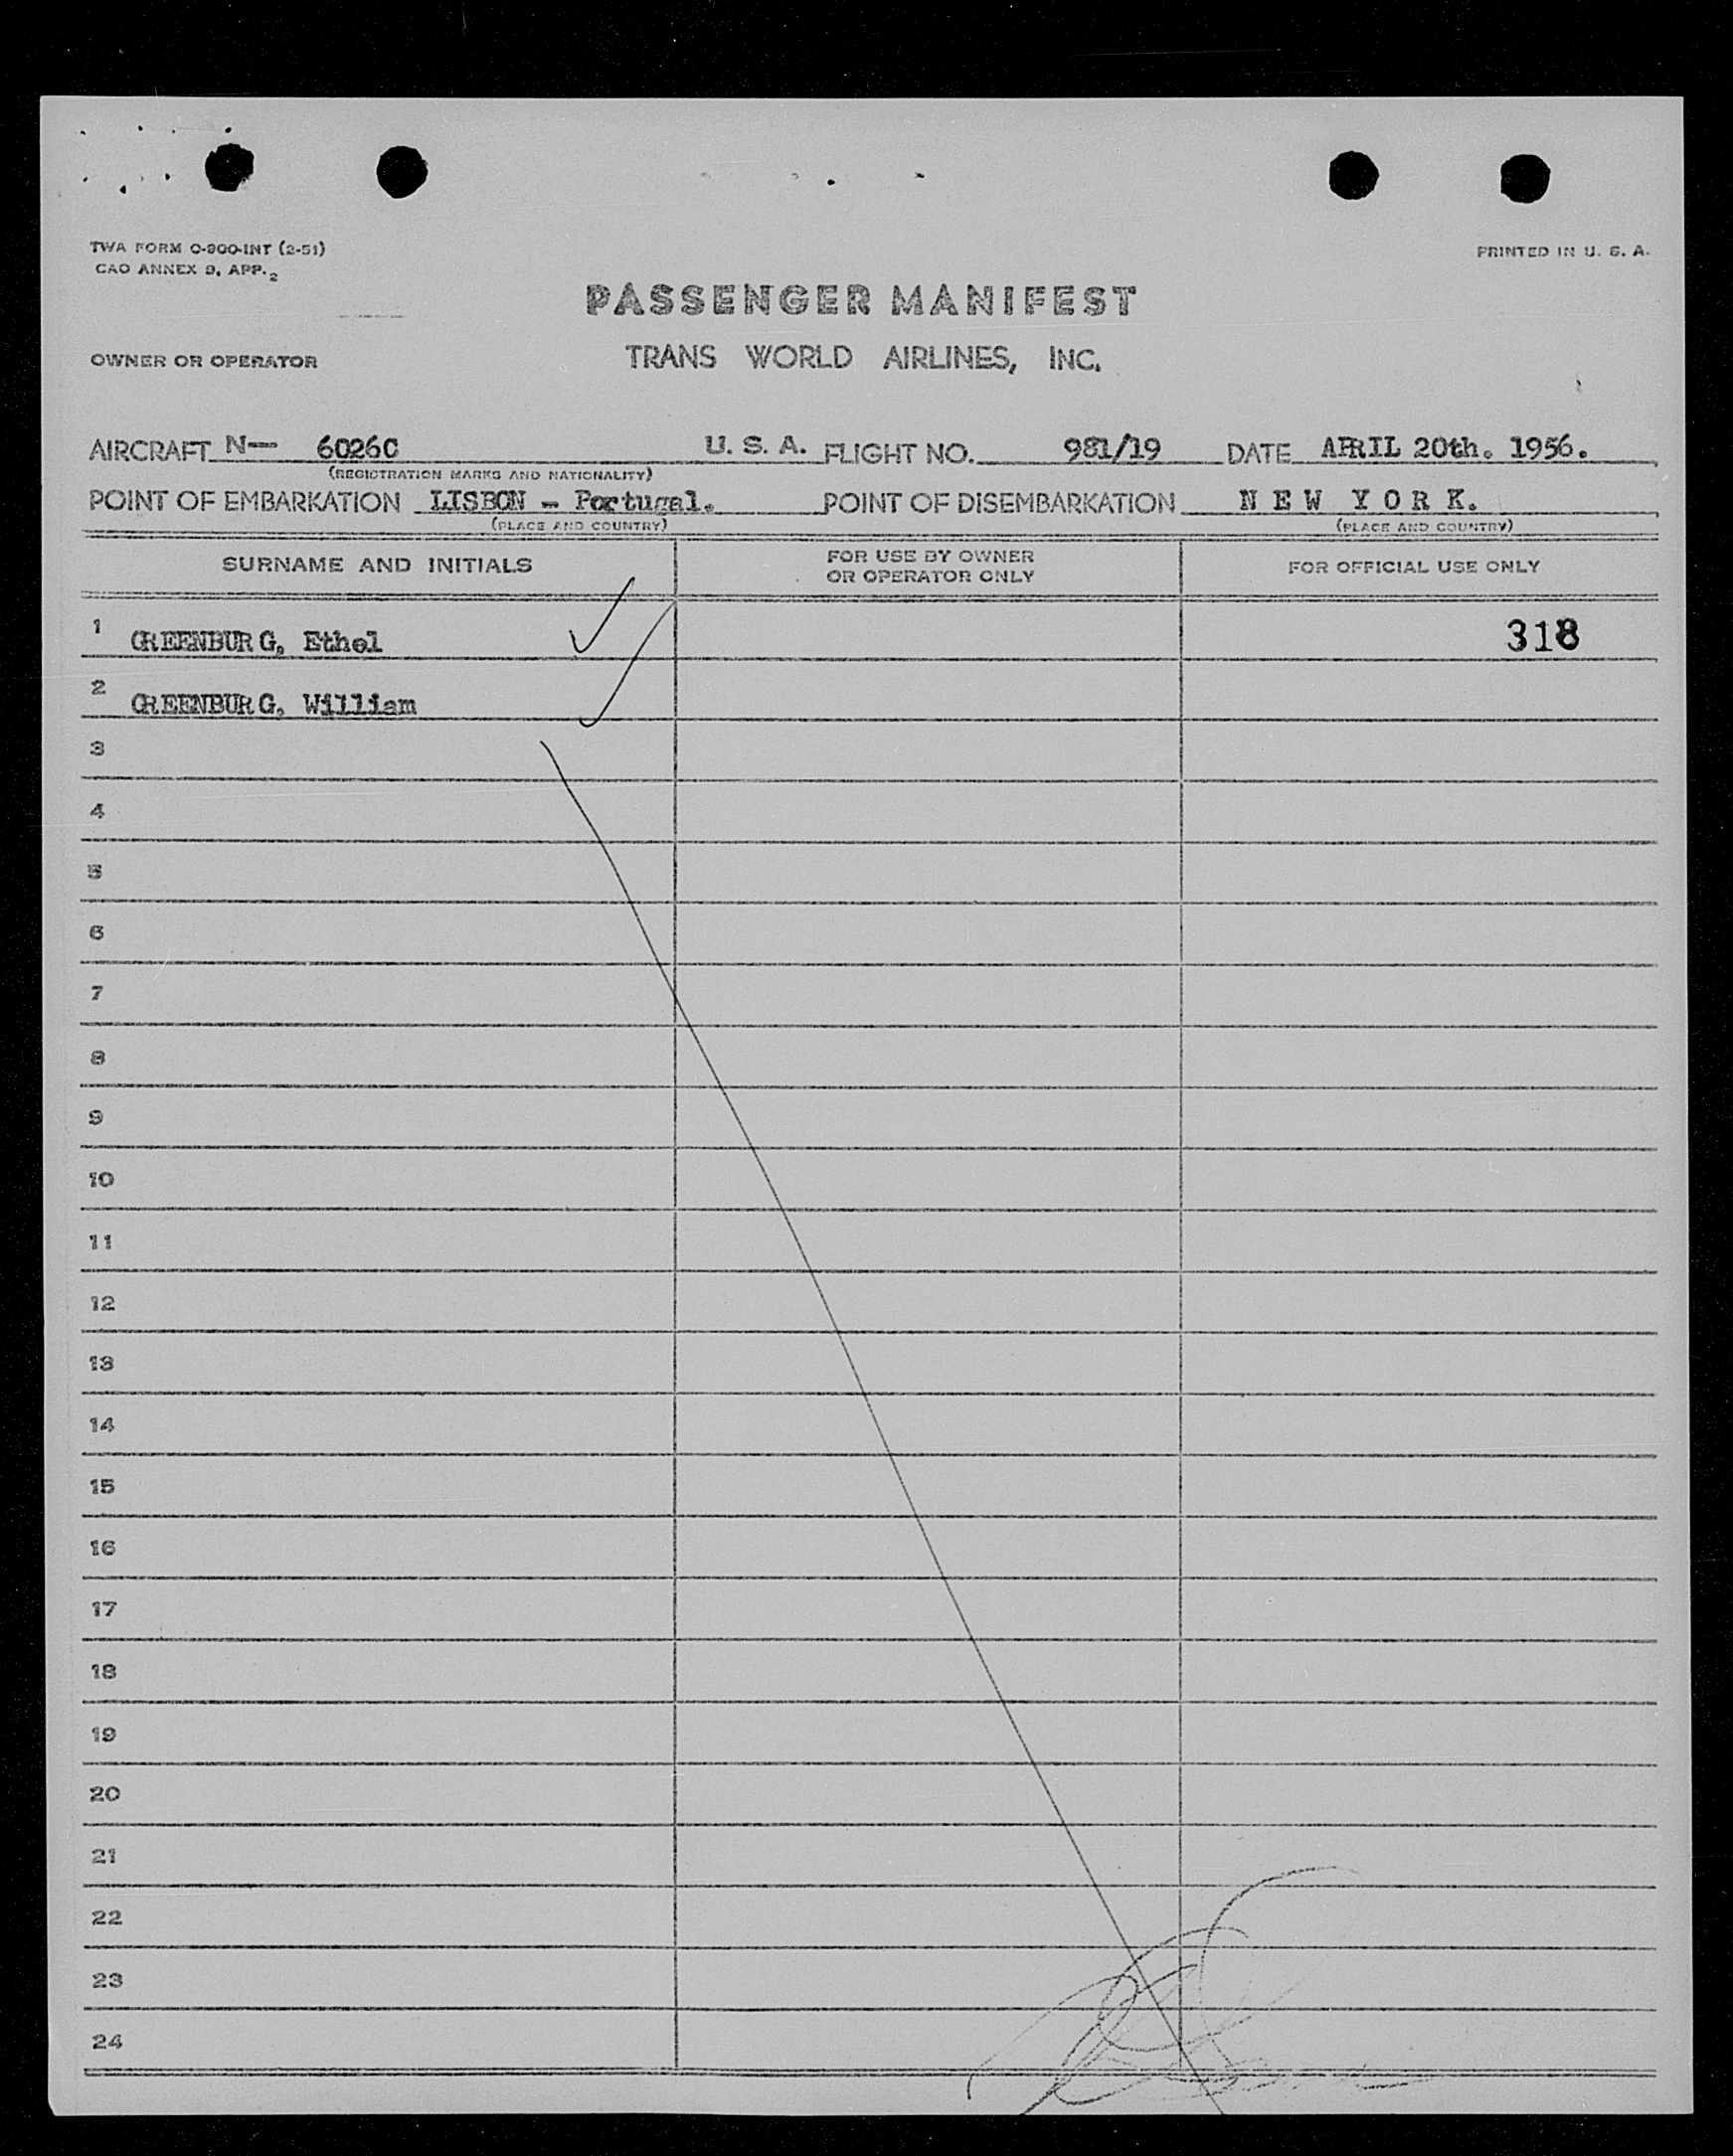 TWA FORM O-900-INT (2-51)
PRINTED IN U. S. A.
CAO ANNEX 9, APP. 2
PASSENGER MANIFEST
OWNER OR OPERATOR
TRANS WORLD AIRLINES, INC.
AIRCRAFT N— 6026C U. S. A. FLIGHT NO. 981/19 DATE APRIL 20th. 1956.
(REGISTRATION MARKS AND NATIONALITY)
POINT OF EMBARKATION LISBON - Portugal. POINT OF DISEMBARKATION N E W Y O R K.
(PLACE AND COUNTRY) (PLACE AND COUNTRY)
SURNAME AND INITIALS
FOR USE BY OWNER
OR OPERATOR ONLY
FOR OFFICIAL USE ONLY
1 GREENBURG, Ethel 318
2 GREENBURG, William
3
4
5
6
7
8
9
10
11
12
13
14
15
16
17
18
19
20
21
22
23
24